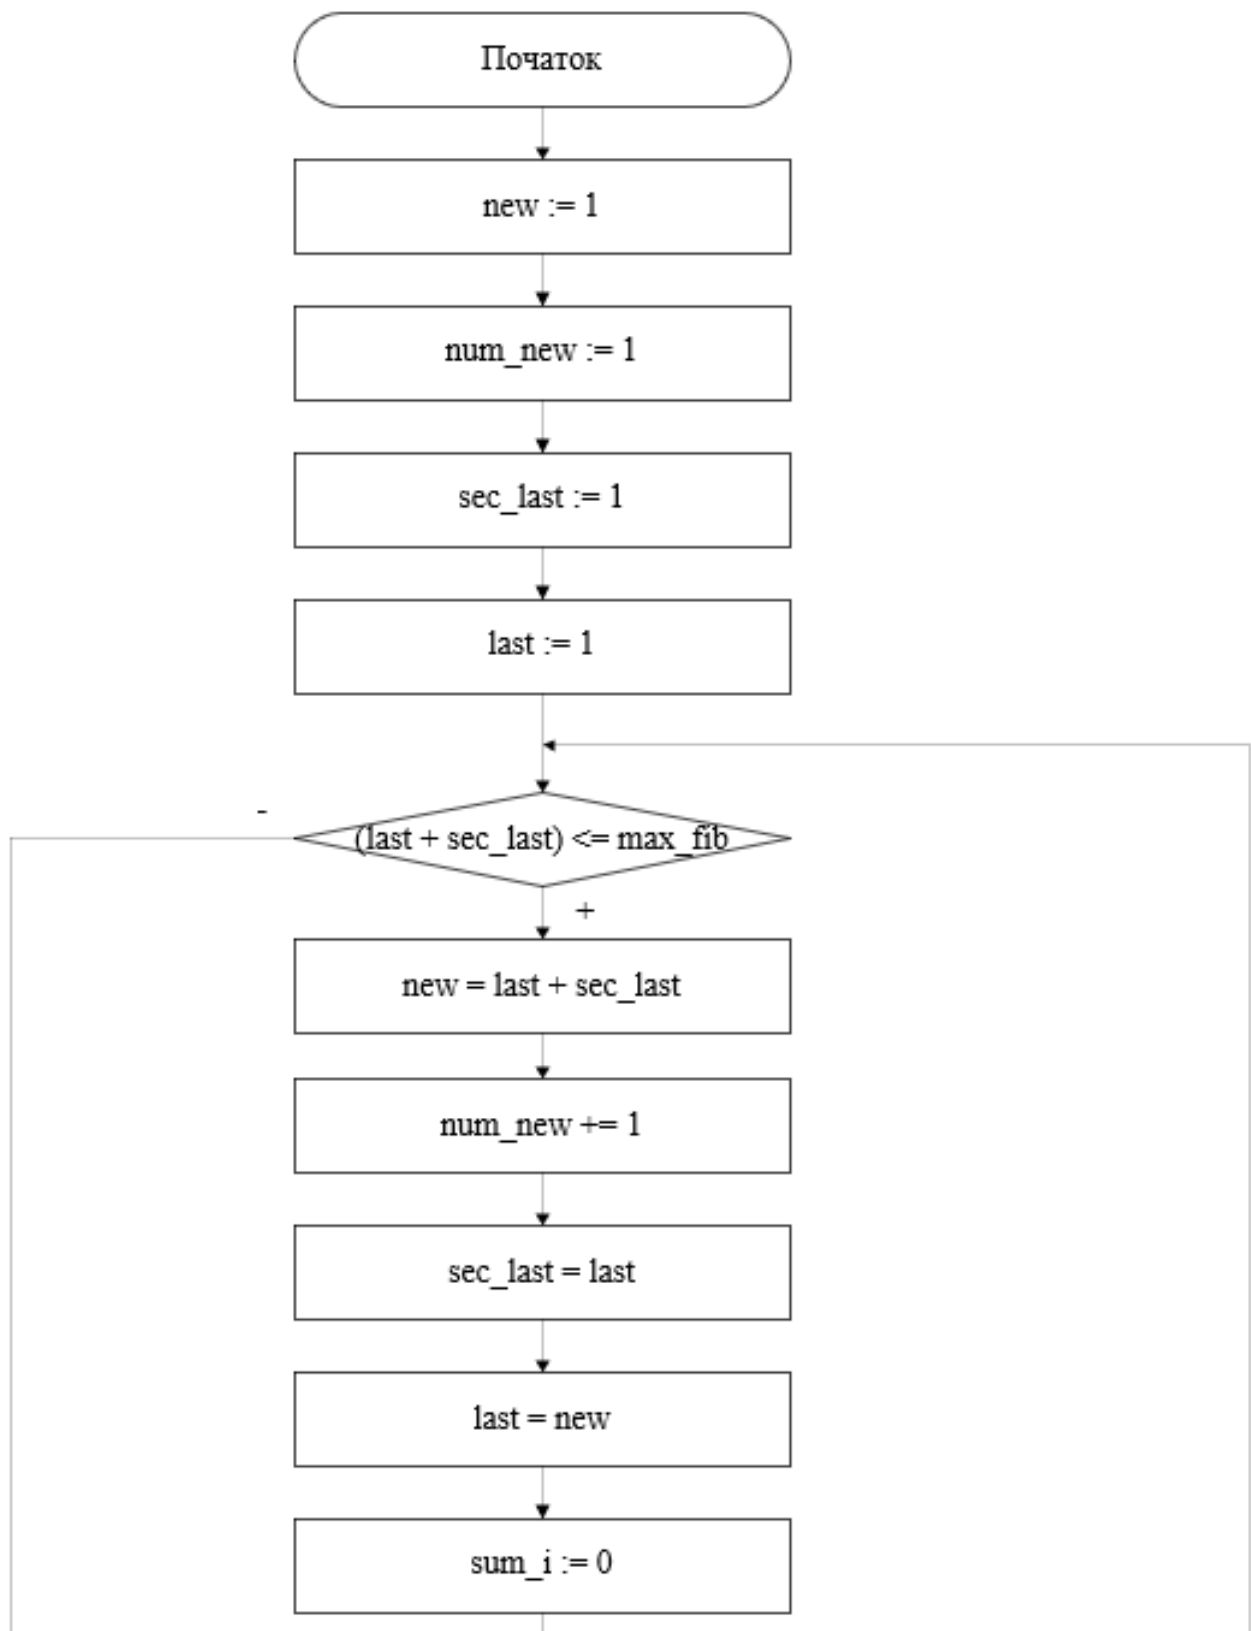 Початок
new := 1
num_new := 1
sec_last := 1
last := 1
-
(last + sec_last) <= max_fib
+
new = last + sec_last
num_new += 1
sec_last = last
last = new
sum_i := 0